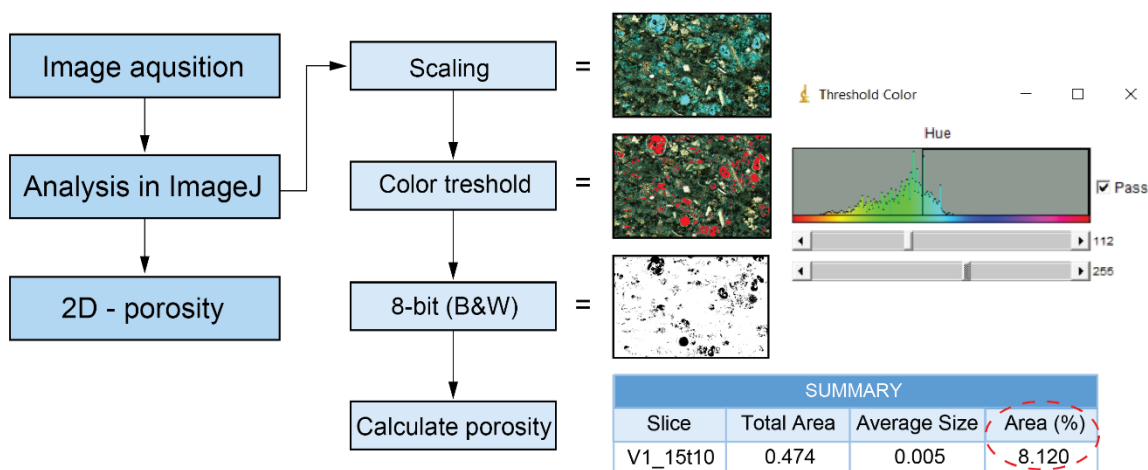 Image aqusition
Analysis in ImageJ
2D - porosity
Scaling
=
Color treshold
=
8-bit (B&W)
=
Calculate porosity
Threshold Color
Hue
Pass
112
255
SUMMARY
Slice Total Area Average Size Area (%)
V1_15t10 0.474 0.005 8.120